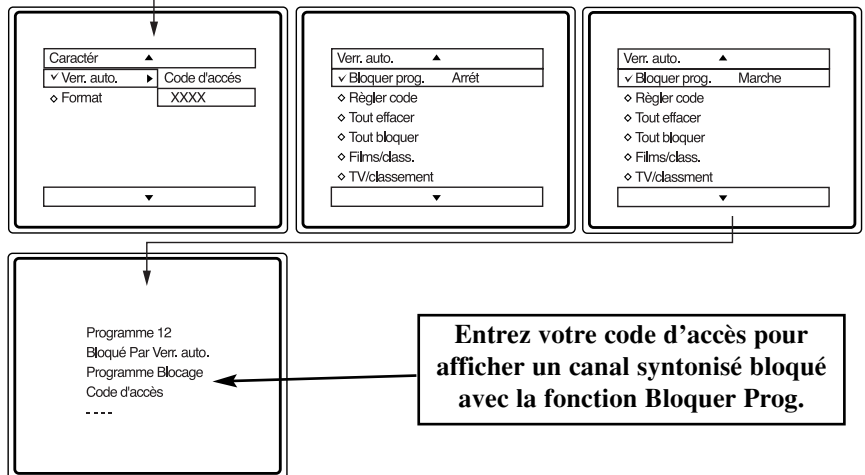 Caractér
Verr. auto. Code d'accés
Format XXXX
Verr. auto.
Bloquer prog. Arrét
Règler code
Tout effacer
Tout bloquer
Films/class.
TV/classement
Verr. auto.
Bloquer prog. Marche
Règler code
Tout effacer
Tout bloquer
Films/class.
TV/classment
Programme 12
Bloqué Par Verr. auto.
Programme Blocage
Code d'accès
- - - -
Entrez votre code d'accès pour
afficher un canal syntonisé bloqué
avec la fonction Bloquer Prog.